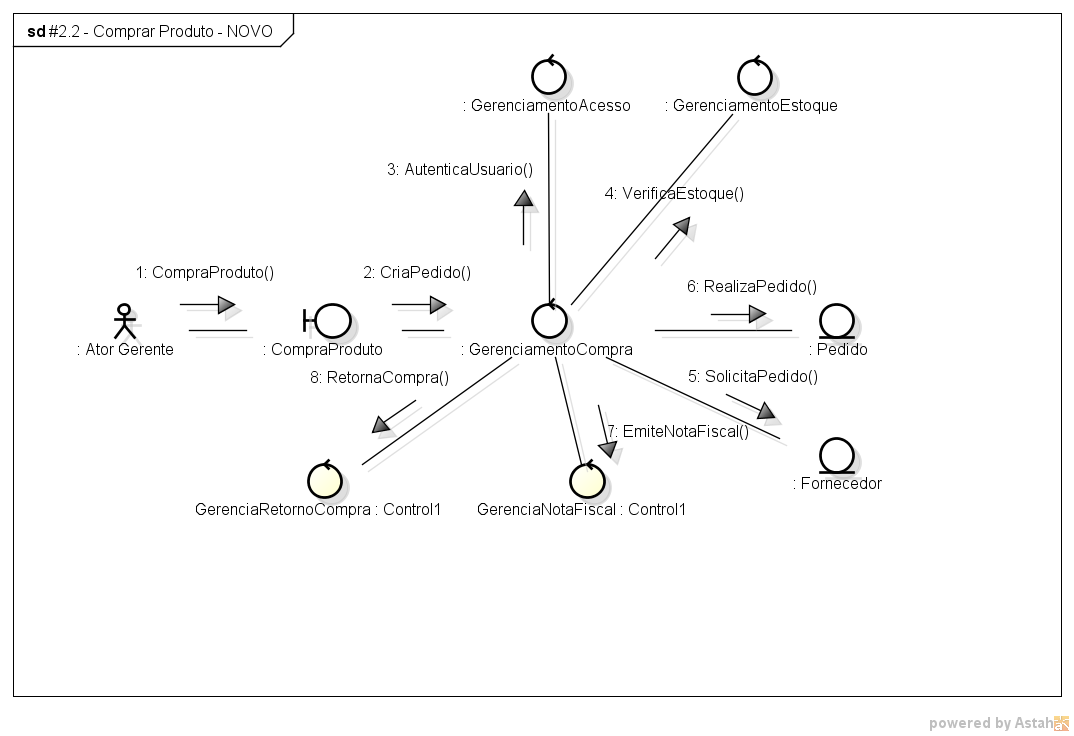 sd #2.2 - Comprar Produto - NOVO
: GerenciamentoAcesso
: GerenciamentoEstoque
3: AutenticaUsuario()
4: VerificaEstoque()
1: CompraProduto()
2: CriaPedido()
6: RealizaPedido()
: Ator Gerente
: CompraProduto
: GerenciamentoCompra
: Pedido
8: RetornaCompra()
5: SolicitaPedido()
7: EmiteNotaFiscal()
: Fornecedor
GerenciaRetornoCompra : Control1
GerenciaNotaFiscal : Control1
powered by Astah